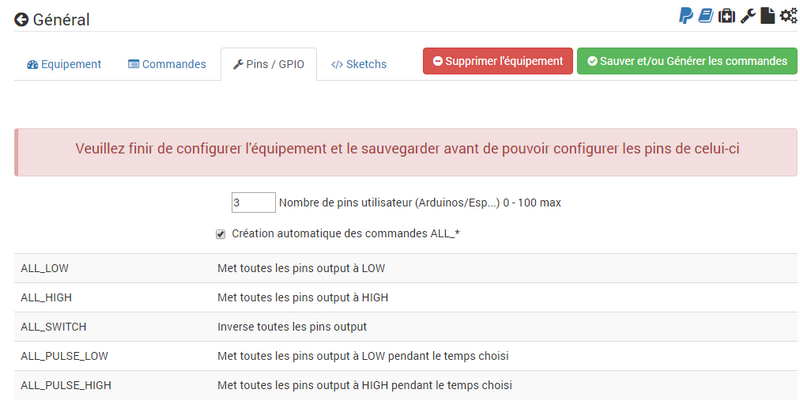 Général
Equipement Commandes Pins / GPIO </> Sketchs Supprimer l'équipement Sauver et/ou Générer les commandes
Veuillez finir de configurer l'équipement et le sauvegarder avant de pouvoir configurer les pins de celui-ci
3 Nombre de pins utilisateur (Arduinos/Esp...) 0 - 100 max
Création automatique des commandes ALL_*
ALL_LOW Met toutes les pins output à LOW
ALL_HIGH Met toutes les pins output à HIGH
ALL_SWITCH Inverse toutes les pins output
ALL_PULSE_LOW Met toutes les pins output à LOW pendant le temps choisi
ALL_PULSE_HIGH Met toutes les pins output à HIGH pendant le temps choisi